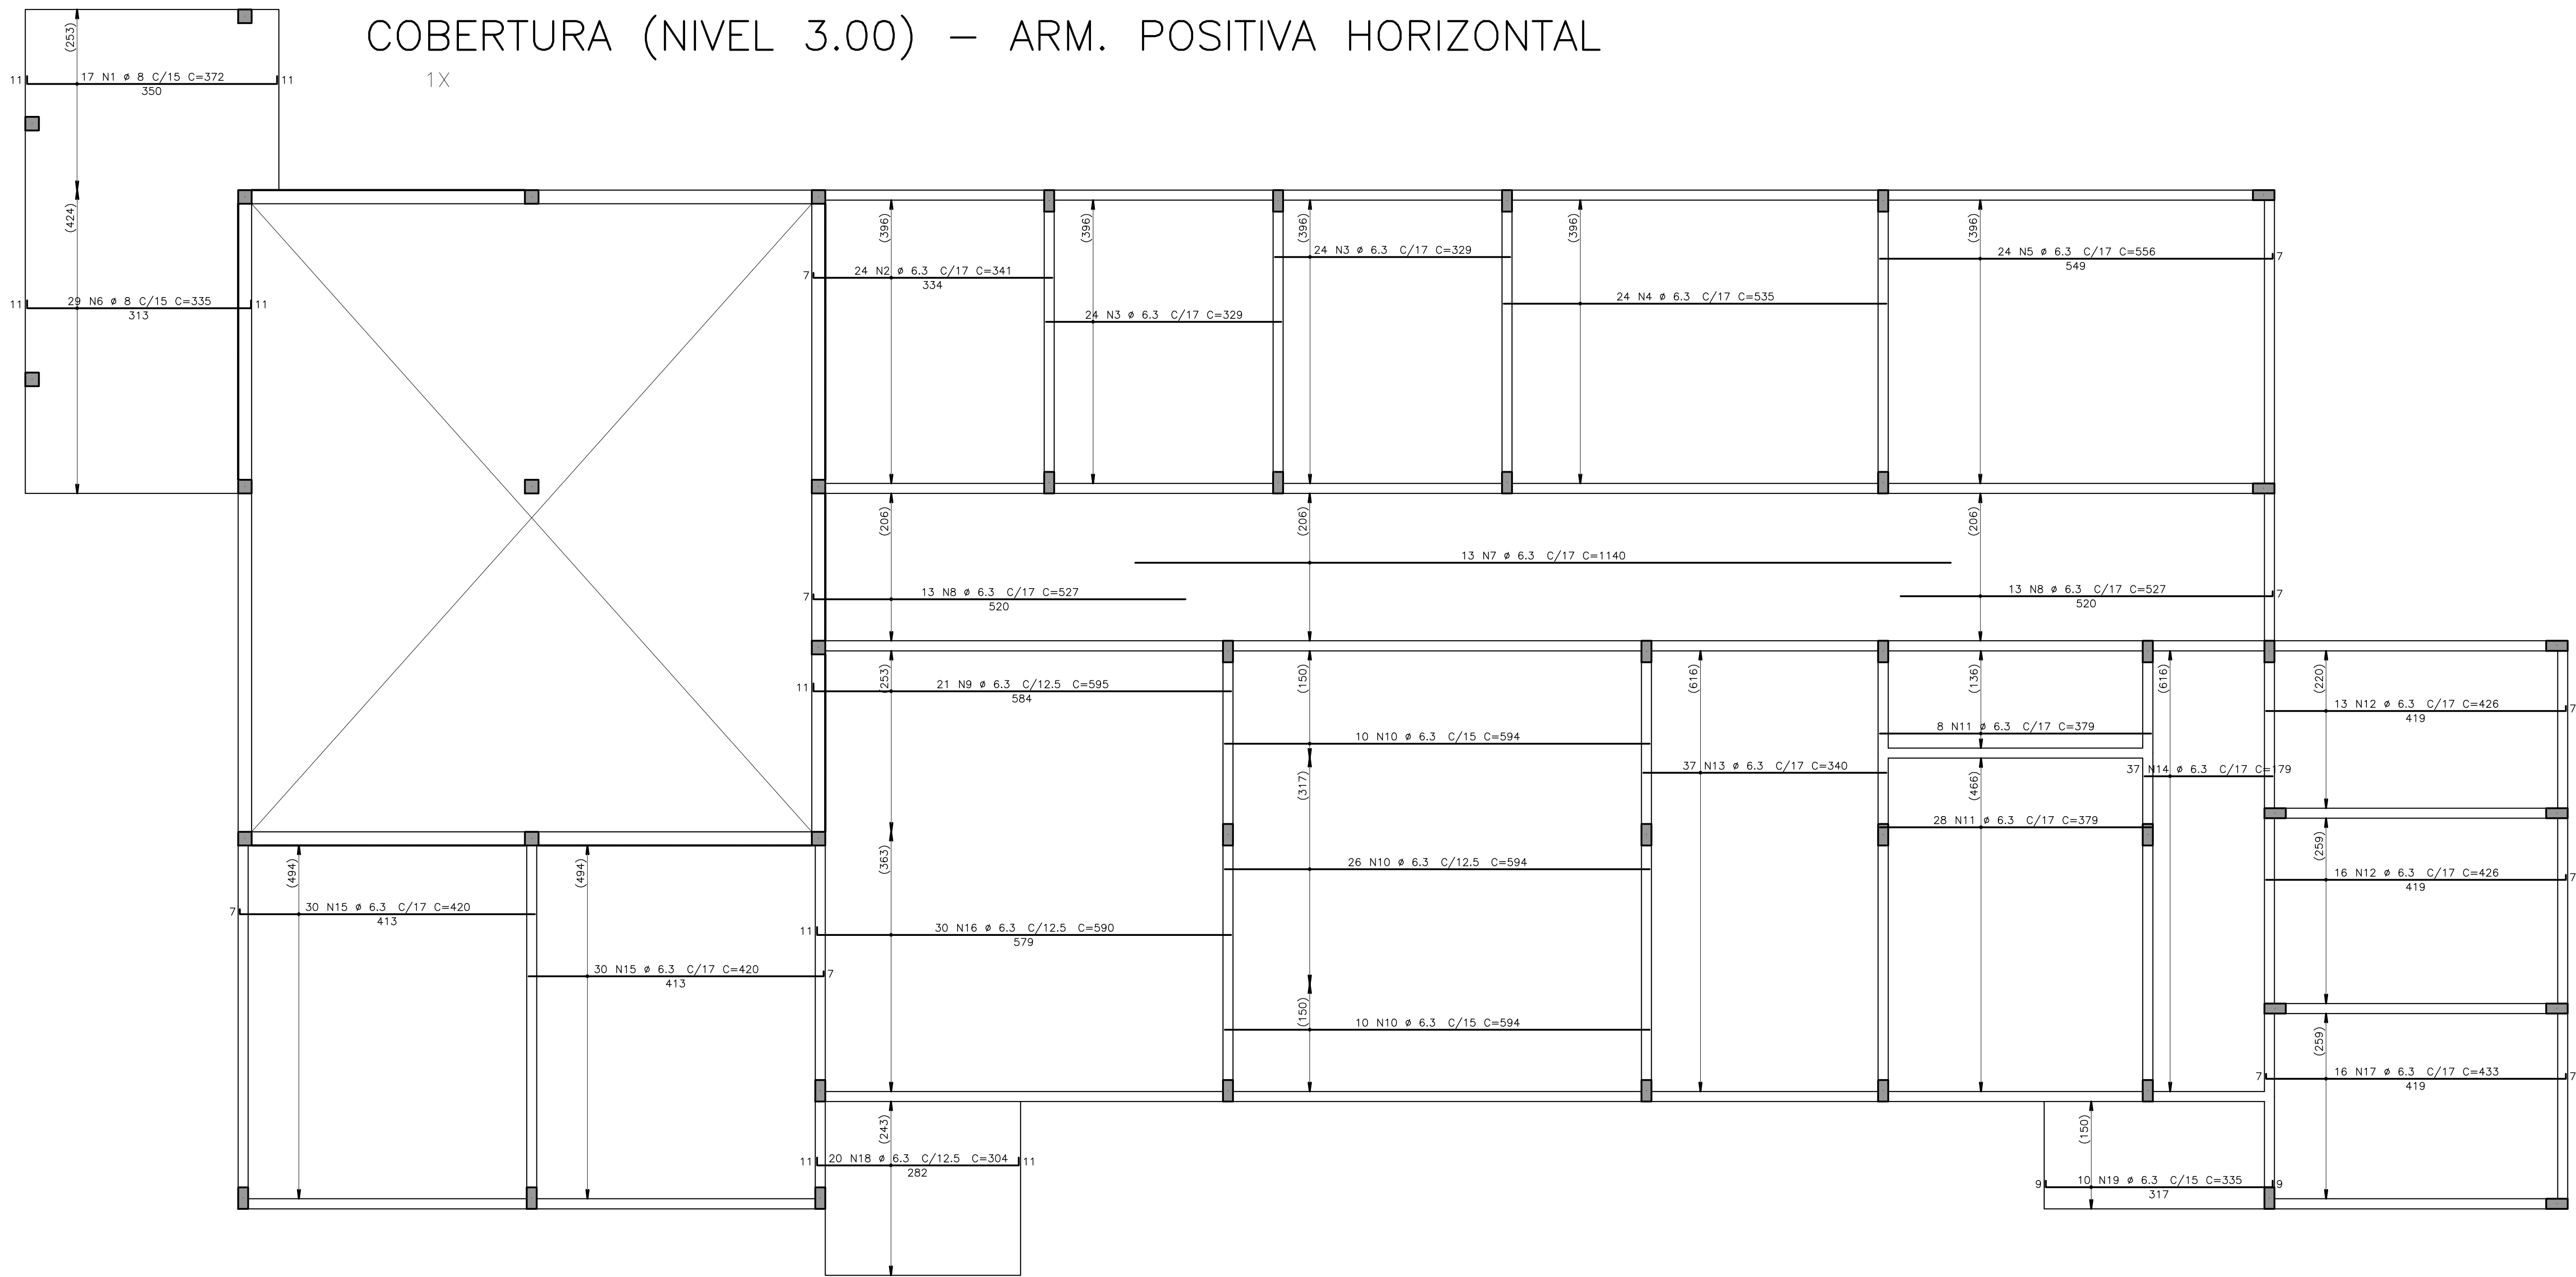 COBERTURA (NIVEL 3.00) – ARM. POSITIVA HORIZONTAL
1X
(253)
11 17 N1 ø 8 C/15 C=372 11
350
(424)
11 29 N6 ø 8 C/15 C=335 11
313
(396)
7 24 N2 ø 6.3 C/17 C=341
334
(396)
24 N3 ø 6.3 C/17 C=329
(396)
24 N3 ø 6.3 C/17 C=329
(396)
24 N4 ø 6.3 C/17 C=535
(396)
24 N5 ø 6.3 C/17 C=556 7
549
(206)
(206)
(206)
13 N7 ø 6.3 C/17 C=1140
7 13 N8 ø 6.3 C/17 C=527
520
13 N8 ø 6.3 C/17 C=527 7
520
(253)
11 21 N9 ø 6.3 C/12.5 C=595
584
(150)
10 N10 ø 6.3 C/15 C=594
(616)
37 N13 ø 6.3 C/17 C=340
(136)
8 N11 ø 6.3 C/17 C=379
(616)
37 N14 ø 6.3 C/17 C=179
(220)
13 N12 ø 6.3 C/17 C=426 7
419
(317)
26 N10 ø 6.3 C/12.5 C=594
(466)
28 N11 ø 6.3 C/17 C=379
(259)
16 N12 ø 6.3 C/17 C=426 7
419
(494)
7 30 N15 ø 6.3 C/17 C=420
413
(494)
30 N15 ø 6.3 C/17 C=420 7
413
(363)
11 30 N16 ø 6.3 C/12.5 C=590
579
(150)
10 N10 ø 6.3 C/15 C=594
(259)
7 16 N17 ø 6.3 C/17 C=433 7
419
(243)
11 20 N18 ø 6.3 C/12.5 C=304 11
282
(150)
9 10 N19 ø 6.3 C/15 C=335 9
317